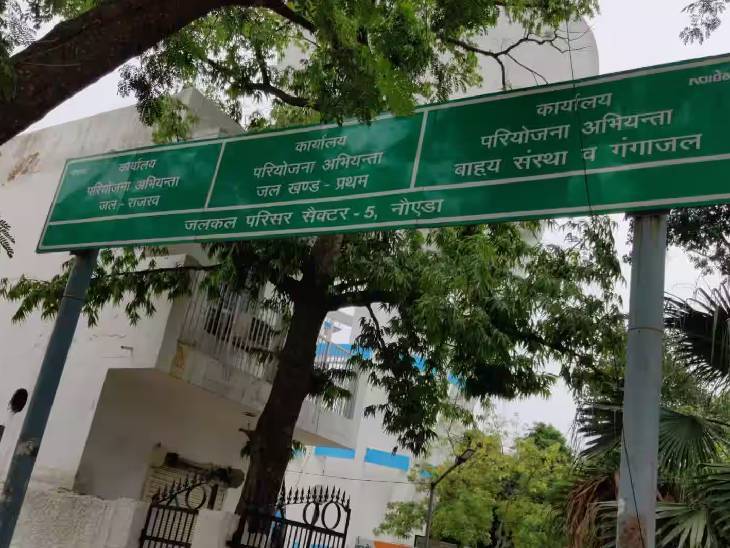 कार्यालय
परियोजना अभियन्ता
जल - राजस्व
कार्यालय
परियोजना अभियन्ता
जल खण्ड - प्रथम
कार्यालय
परियोजना अभियन्ता
बाह्य संस्था व गंगाजल
जलकल परिसर सैक्टर - 5, नौएडा